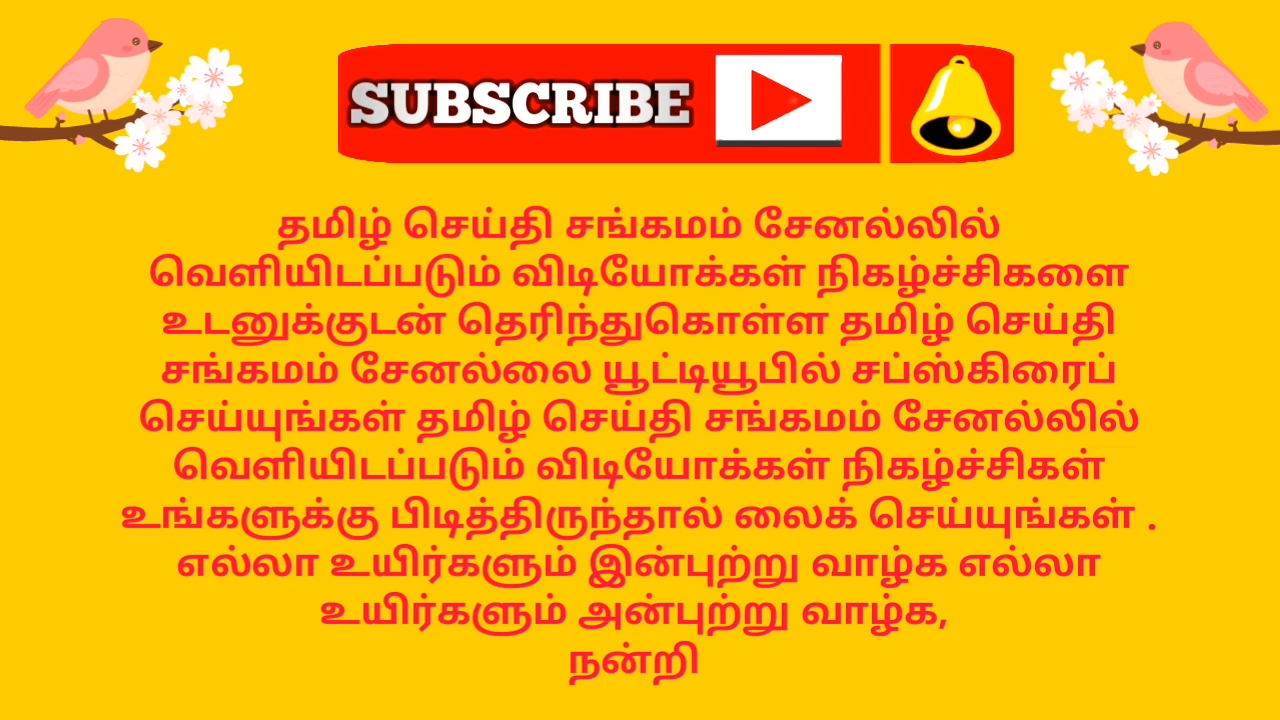 SUBSCRIBE
தமிழ் செய்தி சங்கமம் சேனல்லில்
வெளியிடப்படும் விடியோக்கள் நிகழ்ச்சிகளை
உடனுக்குடன் தெரிந்துகொள்ள தமிழ் செய்தி
சங்கமம் சேனல்லை யூட்டியூபில் சப்ஸ்கிரைப்
செய்யுங்கள் தமிழ் செய்தி சங்கமம் சேனல்லில்
வெளியிடப்படும் விடியோக்கள் நிகழ்ச்சிகள்
உங்களுக்கு பிடித்திருந்தால் லைக் செய்யுங்கள் .
எல்லா உயிர்களும் இன்புற்று வாழ்க எல்லா
உயிர்களும் அன்புற்று வாழ்க,
நன்றி